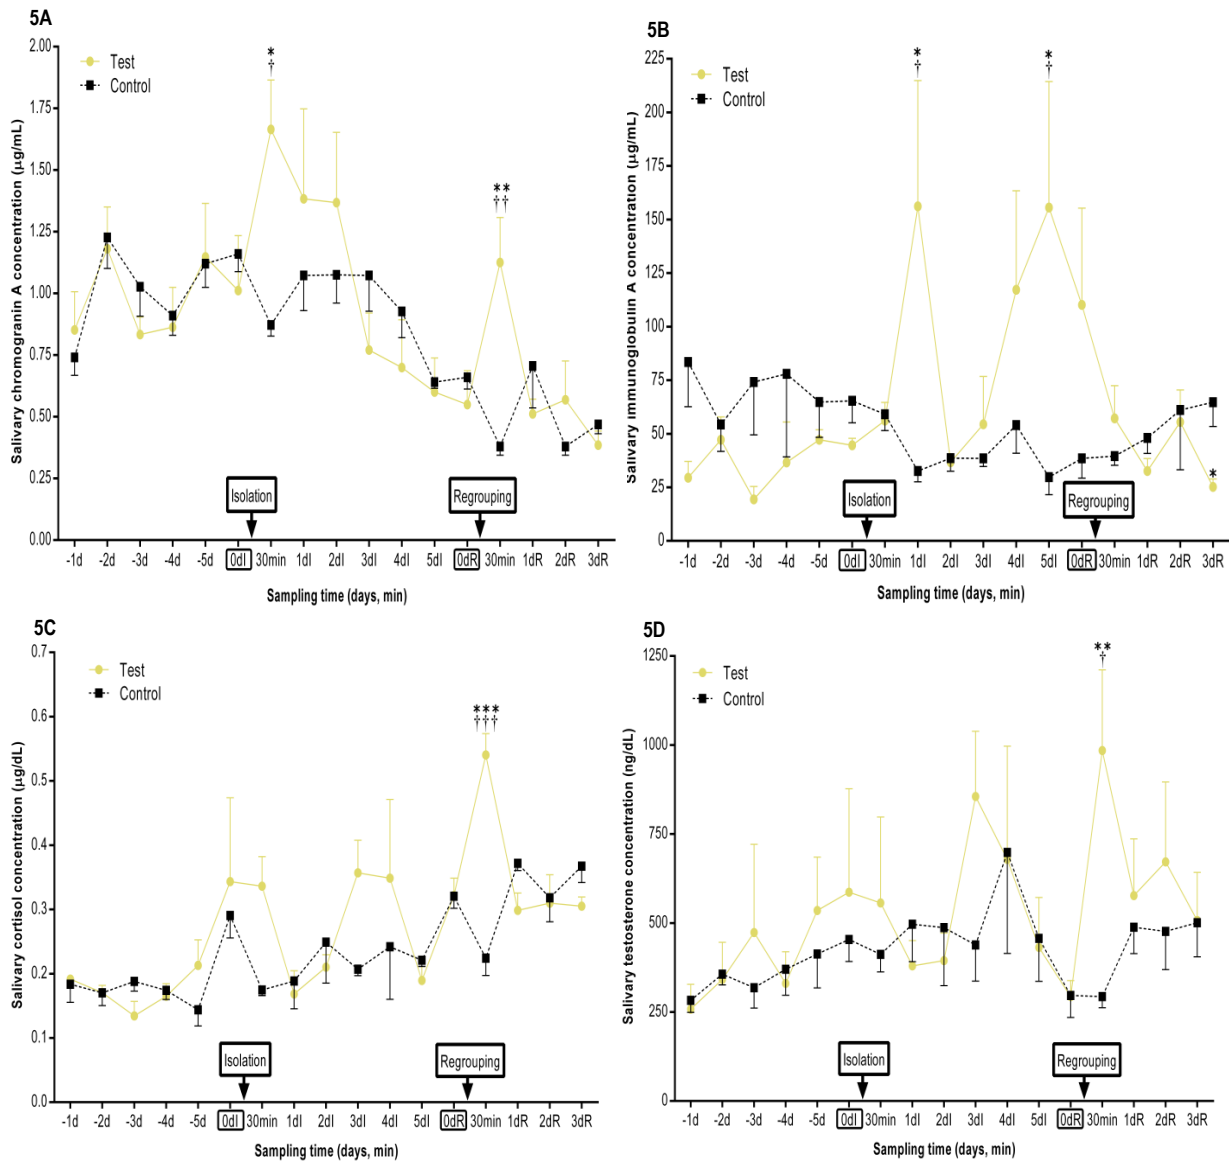 5A
2.00
1.75
1.50
1.25
1.00
0.75
0.50
0.25
0.00
Salivary chromogranin A concentration (µg/mL)
Test
Control
*
†
**
††
Isolation
Regrouping
-1d -2d -3d -4d -5d 0dI 30min 1dI 2dI 3dI 4dI 5dI 0dR 30min 1dR 2dR 3dR
Sampling time (days, min)
5B
225
200
175
150
125
100
75
50
25
0
Salivary immunoglobulin A concentration (µg/mL)
Test
Control
*
†
*
†
*
Isolation
Regrouping
-1d -2d -3d -4d -5d 0dI 30min 1dI 2dI 3dI 4dI 5dI 0dR 30min 1dR 2dR 3dR
Sampling time (days, min)
5C
0.7
0.6
0.5
0.4
0.3
0.2
0.1
0.0
Salivary cortisol concentration (µg/dL)
Test
Control
***
†††
Isolation
Regrouping
-1d -2d -3d -4d -5d 0dI 30min 1dI 2dI 3dI 4dI 5dI 0dR 30min 1dR 2dR 3dR
Sampling time (days, min)
5D
1250
1000
750
500
250
0
Salivary testosterone concentration (ng/dL)
Test
Control
**
†
Isolation
Regrouping
-1d -2d -3d -4d -5d 0dI 30min 1dI 2dI 3dI 4dI 5dI 0dR 30min 1dR 2dR 3dR
Sampling time (days, min)